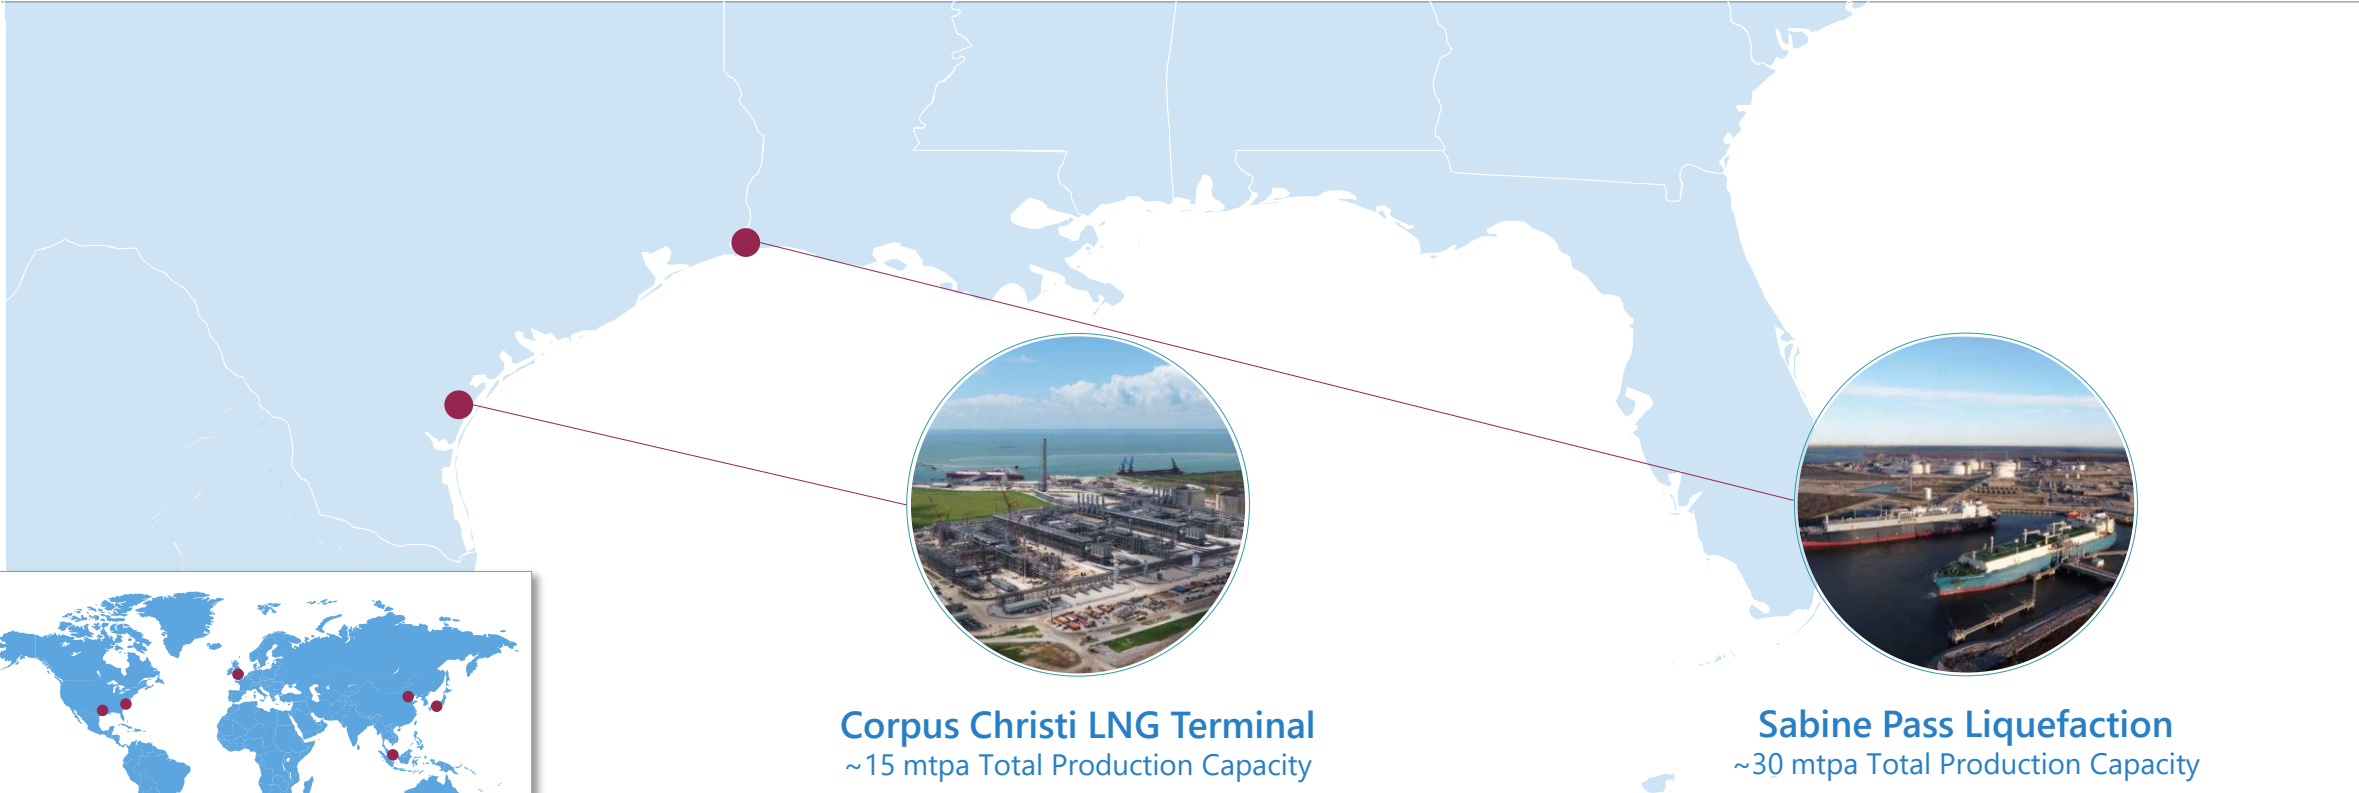 Corpus Christi LNG Terminal
~15 mtpa Total Production Capacity
Sabine Pass Liquefaction
~30 mtpa Total Production Capacity